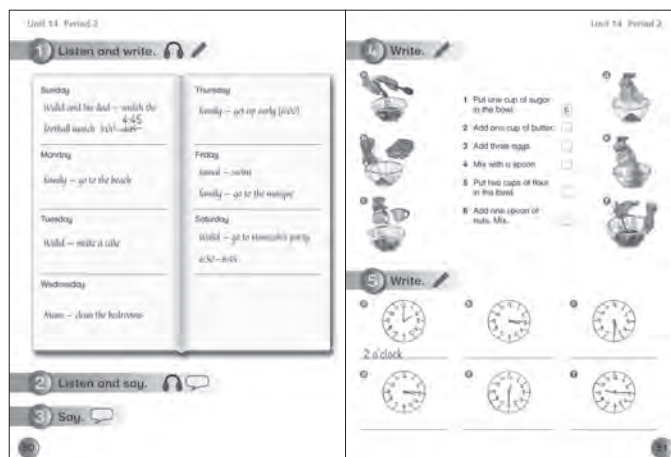 Unit 14 Period 2
1 Listen and write.
Sunday
Walid and his dad – watch the
4:45
football match 3:00–
Monday
family – go to the beach
Tuesday
Walid – make a cake
Wednesday
Mum – clean the bedrooms
Thursday
family – get up early (6:00)
Friday
– swim
family – go to the mosque
Saturday
Walid – go to party
6:30–8:45
2 Listen and say.
3 Say.
Unit 14 Period 2
4 Write.
1 Put one cup of sugar
in the bowl.
2 Add one cup of butter.
3 Add three eggs.
4 Mix with a spoon.
5 Put two cups of flour
in the bowl.
6 Add one spoon of
nuts. Mix.
5 Write.
2 o'clock